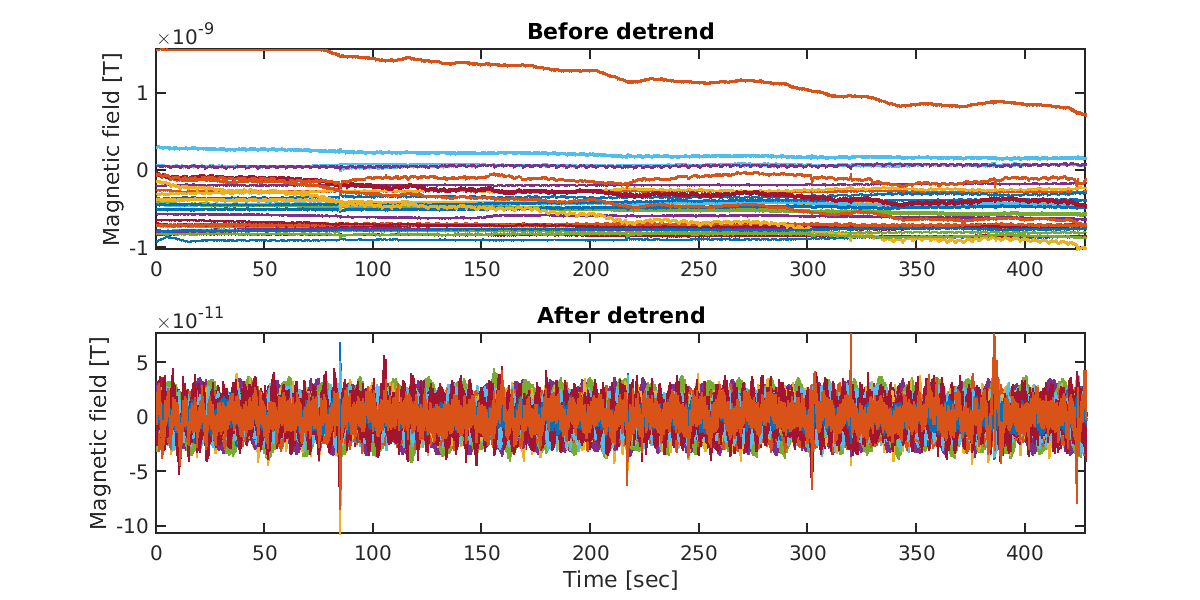 Before detrend
×10^-9
Magnetic field [T]
1
0
-1
0 50 100 150 200 250 300 350 400
After detrend
×10^-11
Magnetic field [T]
5
0
-5
-10
0 50 100 150 200 250 300 350 400
Time [sec]